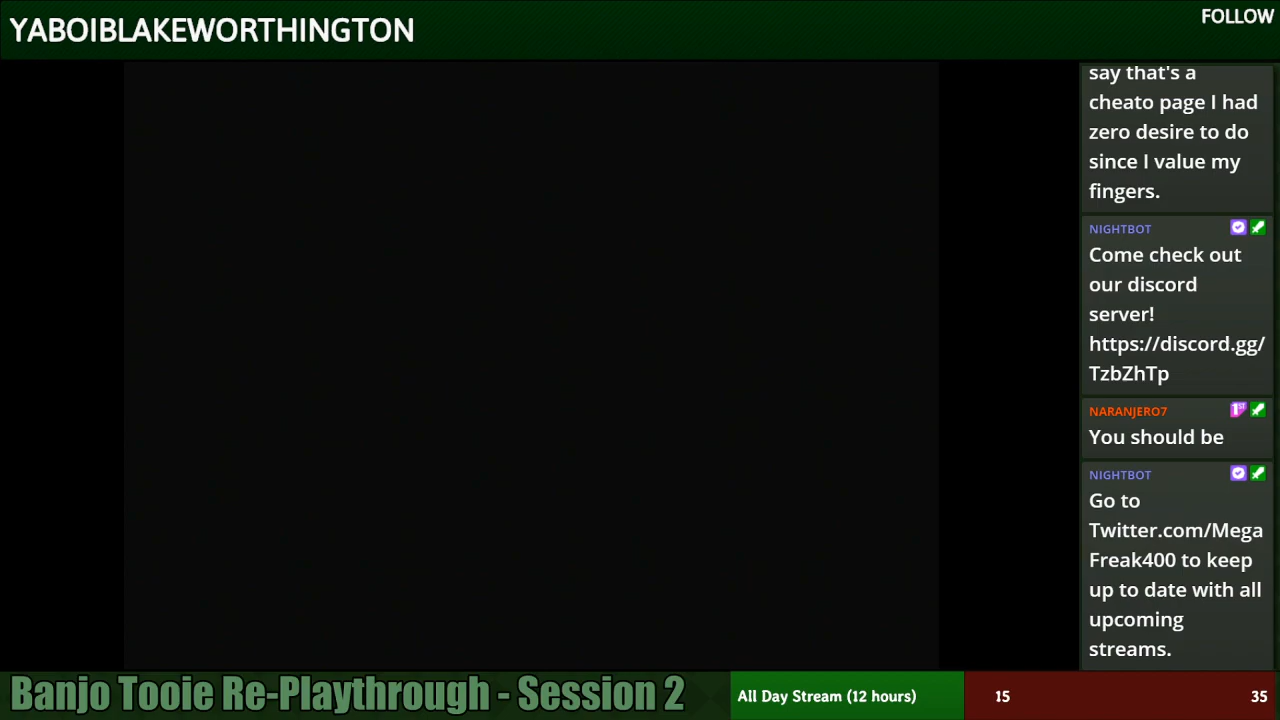 YABOIBLAKEWORTHINGTON
FOLLOW
say that's a
cheato page I had
zero desire to do
since I value my
fingers.
NIGHTBOT
Come check out
our discord
server!
https://discord.gg/
TzbZhTp
NARANJERO7
1ST
You should be
NIGHTBOT
Go to
Twitter.com/Mega
Freak400 to keep
up to date with all
upcoming
streams.
Banjo Tooie Re-Playthrough - Session 2
All Day Stream (12 hours)
15
35